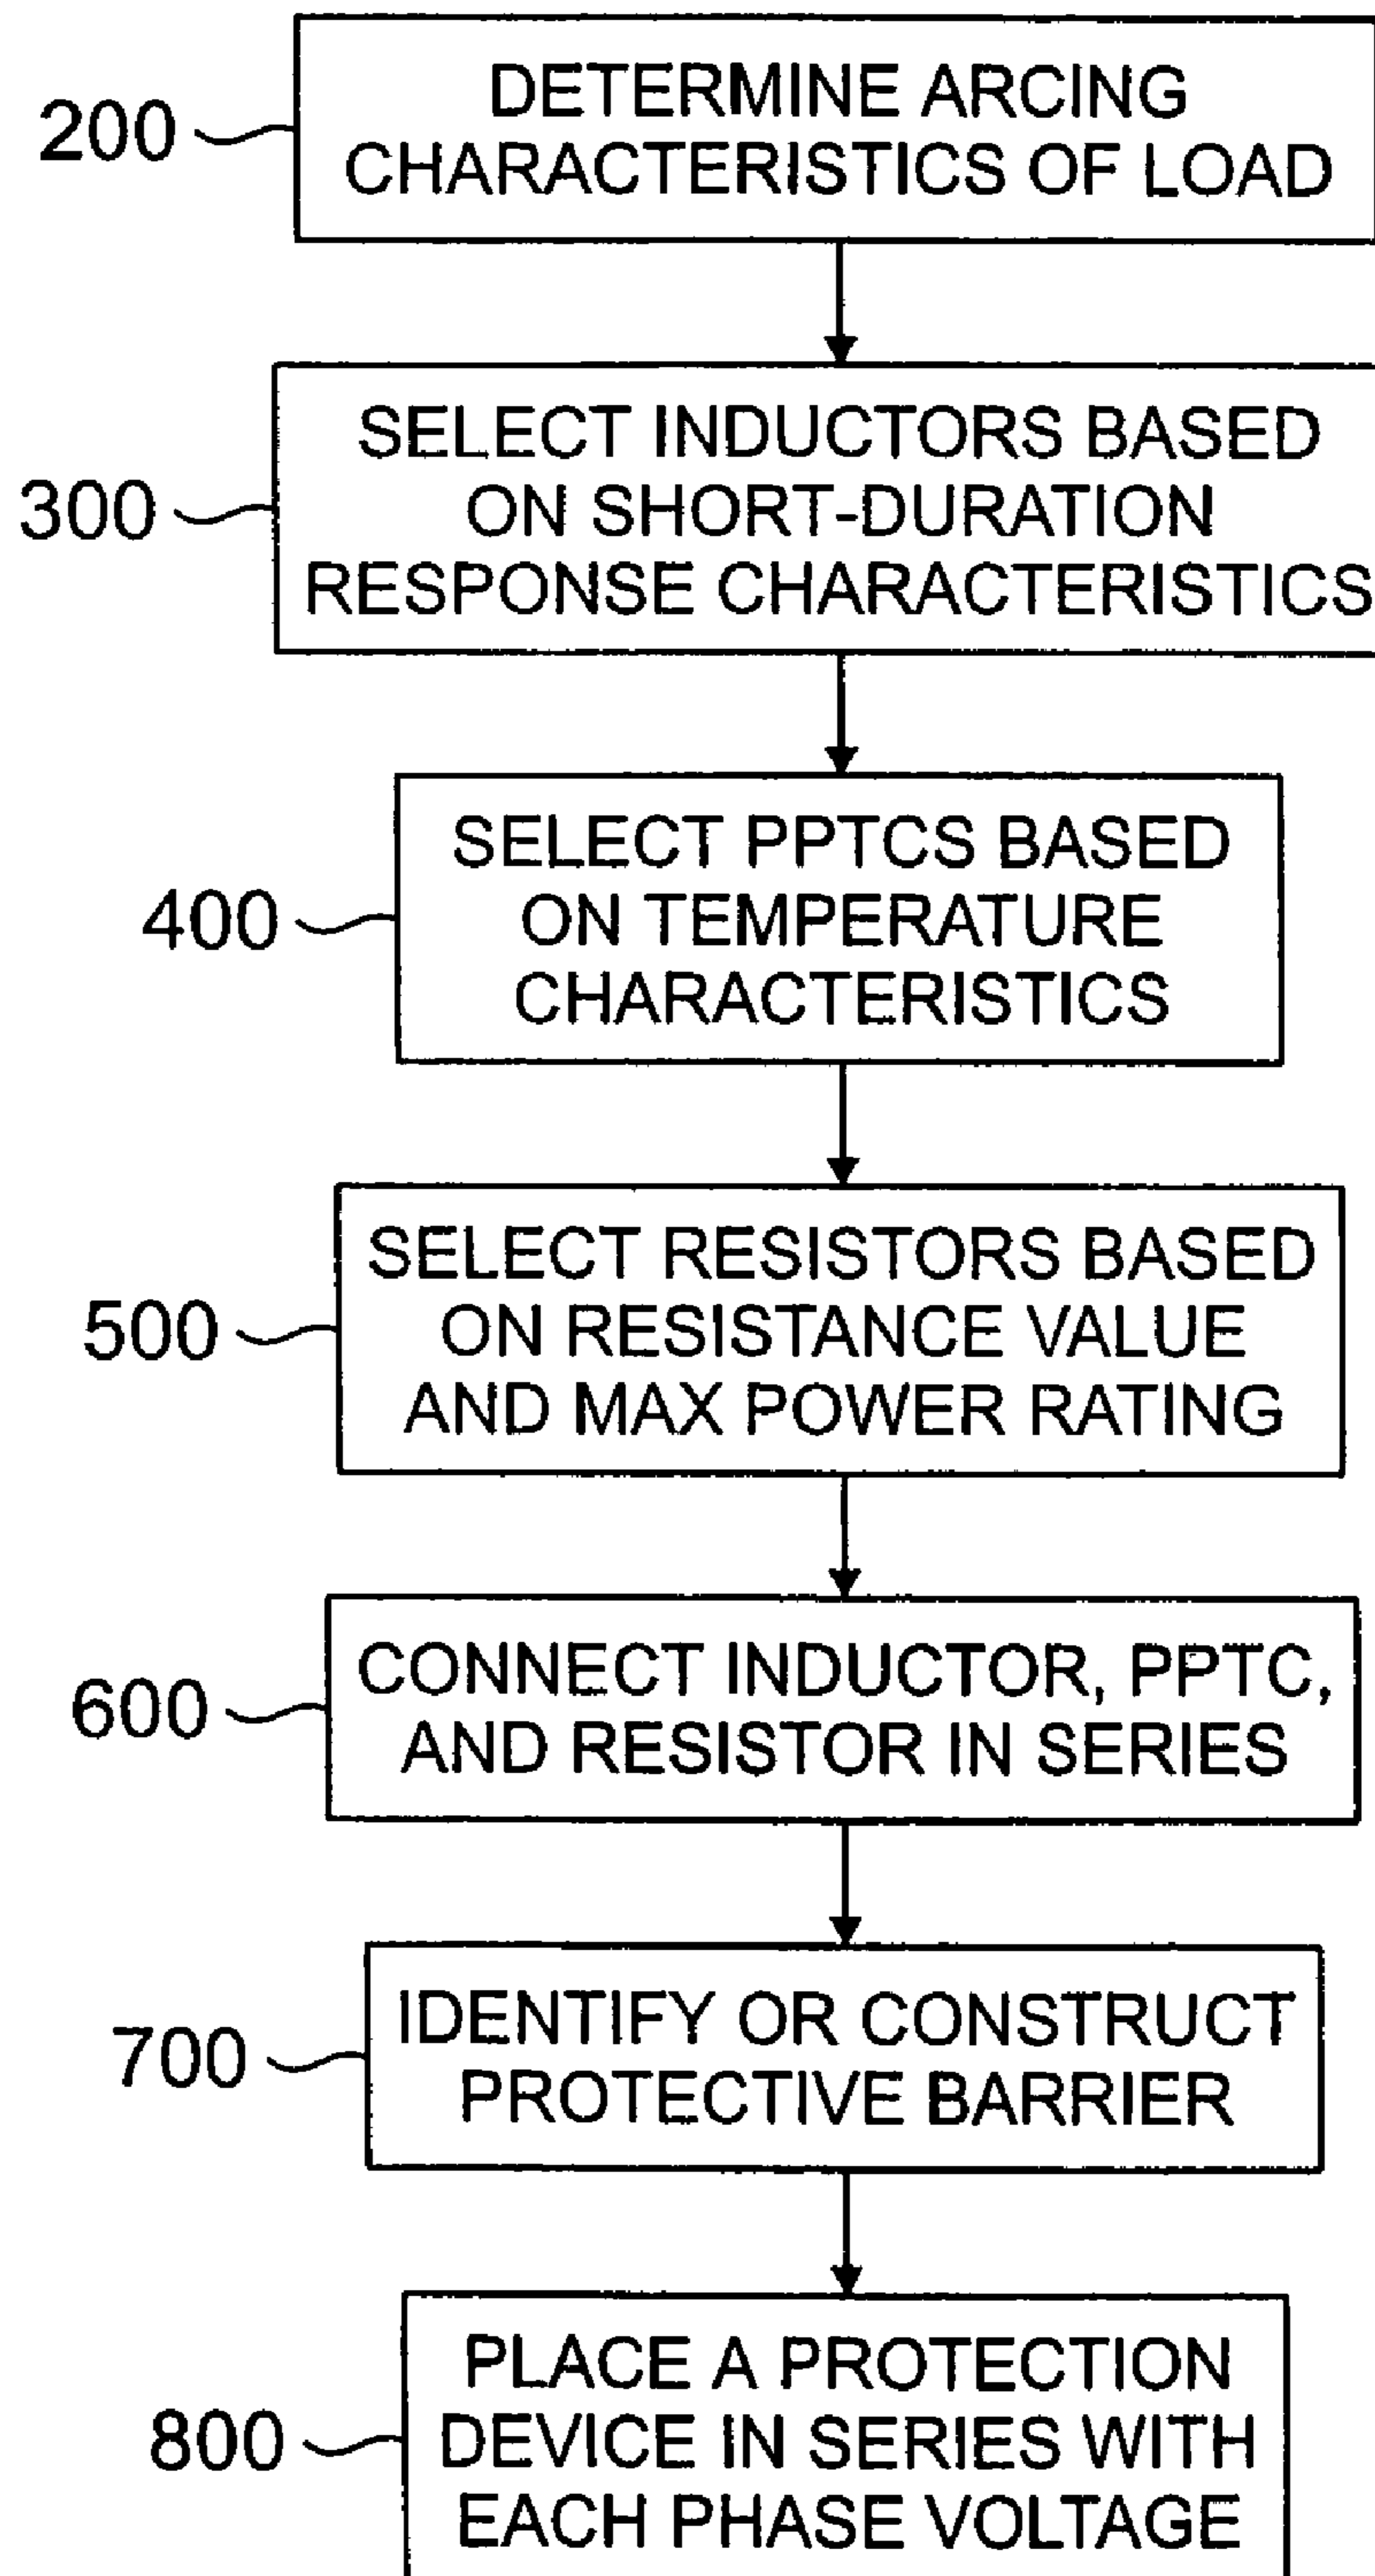 200
DETERMINE ARCING
CHARACTERISTICS OF LOAD
300
SELECT INDUCTORS BASED
ON SHORT-DURATION
RESPONSE CHARACTERISTICS
400
SELECT PPTCS BASED
ON TEMPERATURE
CHARACTERISTICS
500
SELECT RESISTORS BASED
ON RESISTANCE VALUE
AND MAX POWER RATING
600
CONNECT INDUCTOR, PPTC,
AND RESISTOR IN SERIES
700
IDENTIFY OR CONSTRUCT
PROTECTIVE BARRIER
800
PLACE A PROTECTION
DEVICE IN SERIES WITH
EACH PHASE VOLTAGE